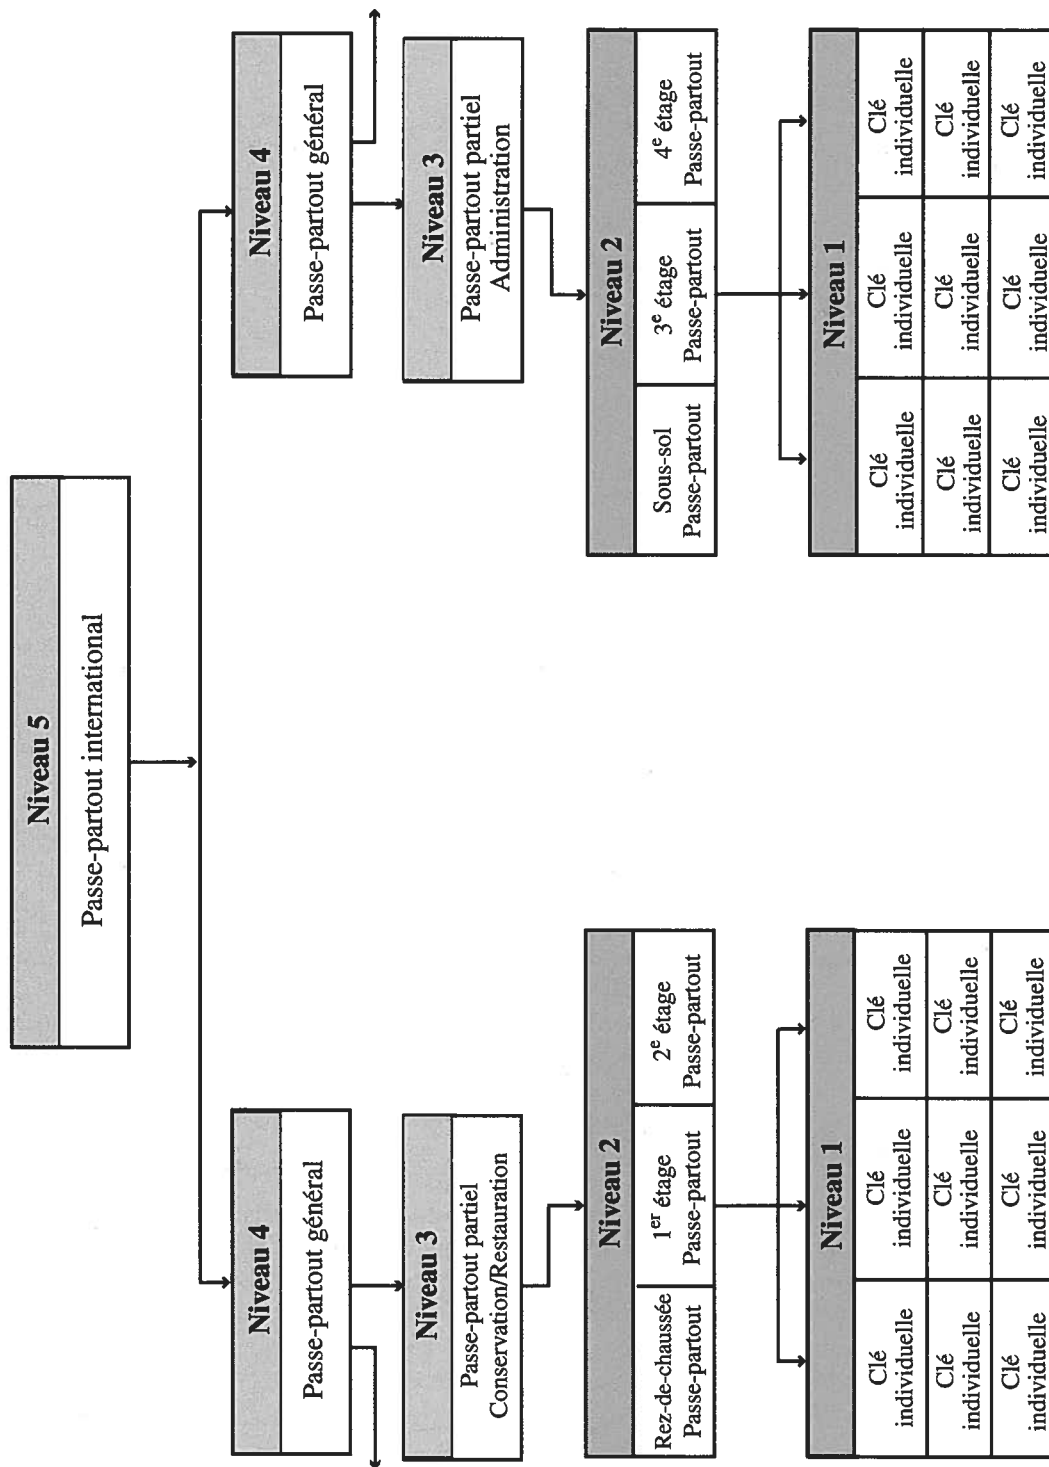 Niveau 5
Passe-partout international
Niveau 4
Passe-partout général
Niveau 4
Passe-partout général
Niveau 3
Passe-partout partiel
Conservation/Restauration
Niveau 3
Passe-partout partiel
Administration
Niveau 2
Rez-de-chaussée
Passe-partout
1er étage
Passe-partout
2e étage
Passe-partout
Niveau 2
Sous-sol
Passe-partout
3e étage
Passe-partout
4e étage
Passe-partout
Niveau 1
Clé
individuelle
Clé
individuelle
Clé
individuelle
Clé
individuelle
Clé
individuelle
Clé
individuelle
Clé
individuelle
Clé
individuelle
Clé
individuelle
Niveau 1
Clé
individuelle
Clé
individuelle
Clé
individuelle
Clé
individuelle
Clé
individuelle
Clé
individuelle
Clé
individuelle
Clé
individuelle
Clé
individuelle